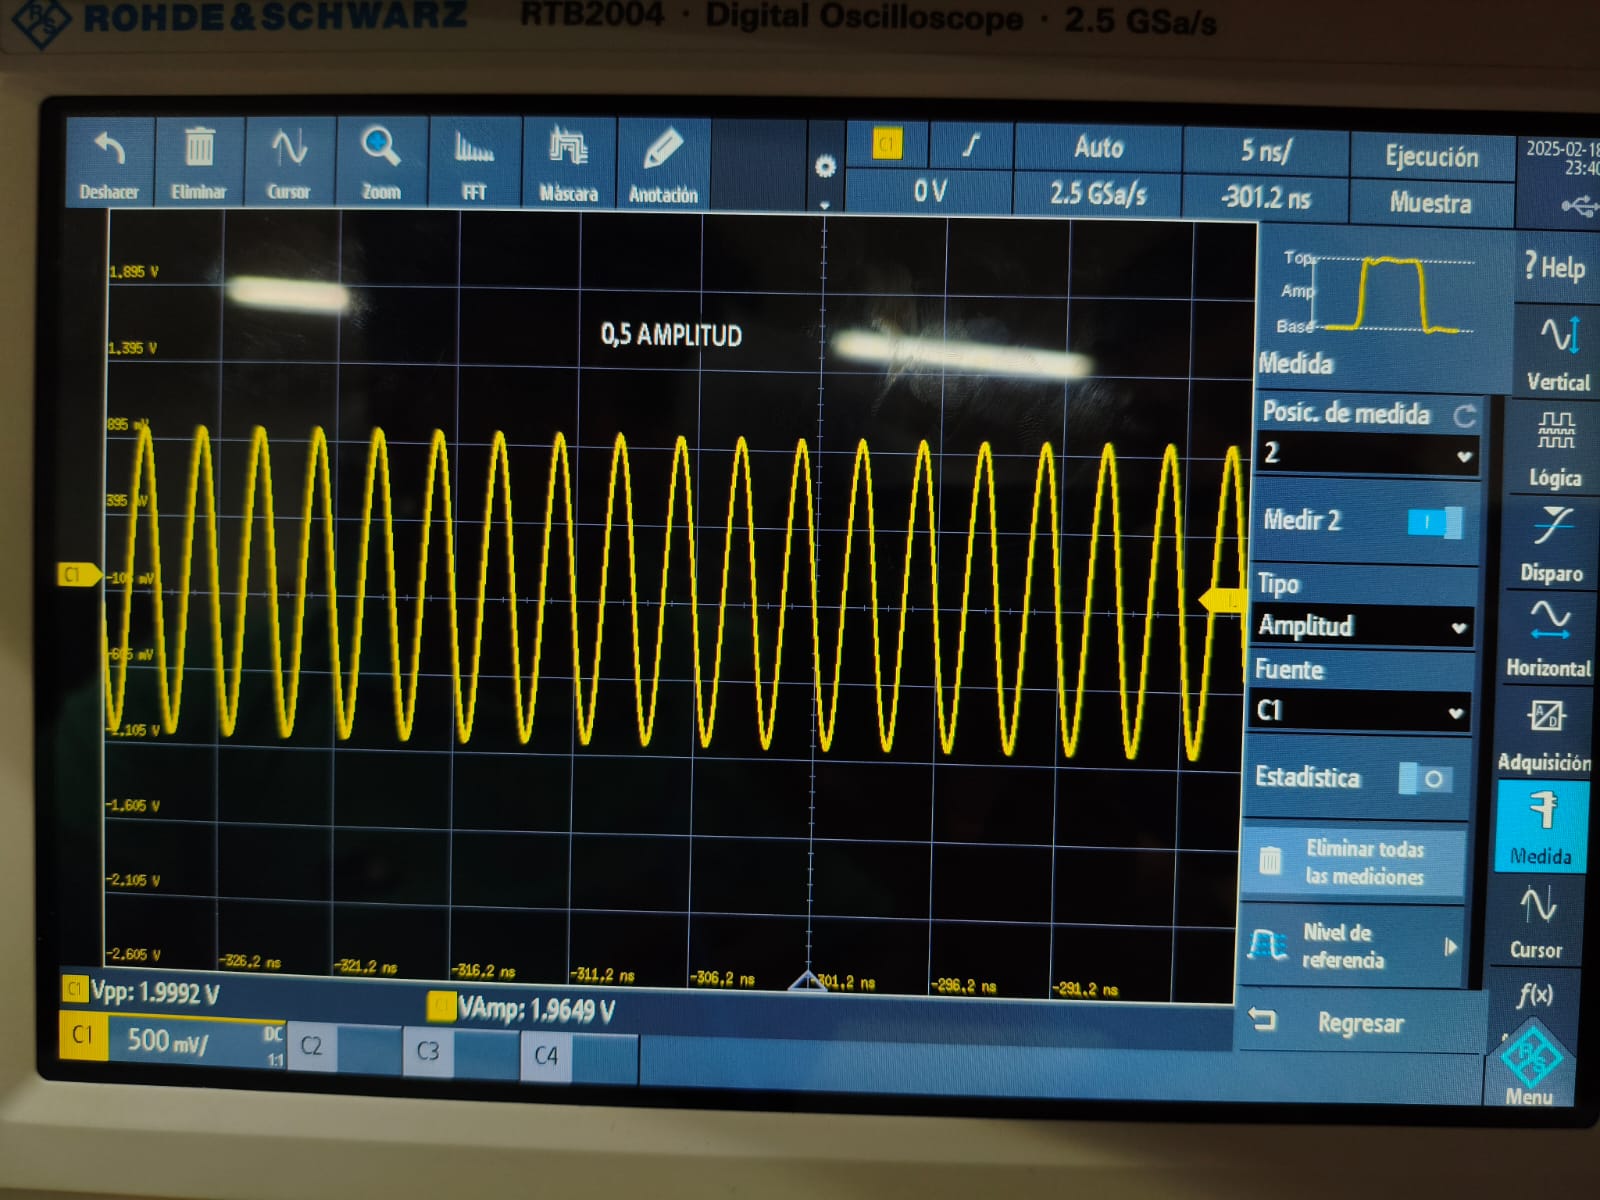 ROHDE & SCHWARZ RTB2004 · Digital Oscilloscope · 2.5 GSa/s
Deshacer Eliminar Cursor Zoom FFT Máscara Anotación
C1 Auto 5 ns/ Ejecución 2025-02-18
0 V 2.5 GSa/s -301.2 ns Muestra 23:40
Top
Amp
Base
Medida
Posic. de medida
2
Medir 2
Tipo
Amplitud
Fuente
C1
Estadística
Eliminar todas
las mediciones
Nivel de
referencia
Regresar
? Help
Vertical
Lógica
Disparo
Horizontal
Adquisición
Medida
Cursor
f(x)
Menu
0,5 AMPLITUD
1,895 V
1,395 V
895 mV
395 mV
C1
-105 mV
-605 mV
-1,105 V
-1,605 V
-2,105 V
-2,605 V
-326,2 ns -321,2 ns -316,2 ns -311,2 ns -306,2 ns -301,2 ns -296,2 ns -291,2 ns
C1 Vpp: 1.9992 V C1 VAmp: 1.9649 V
C1 500 mV/ DC 1:1 C2 C3 C4